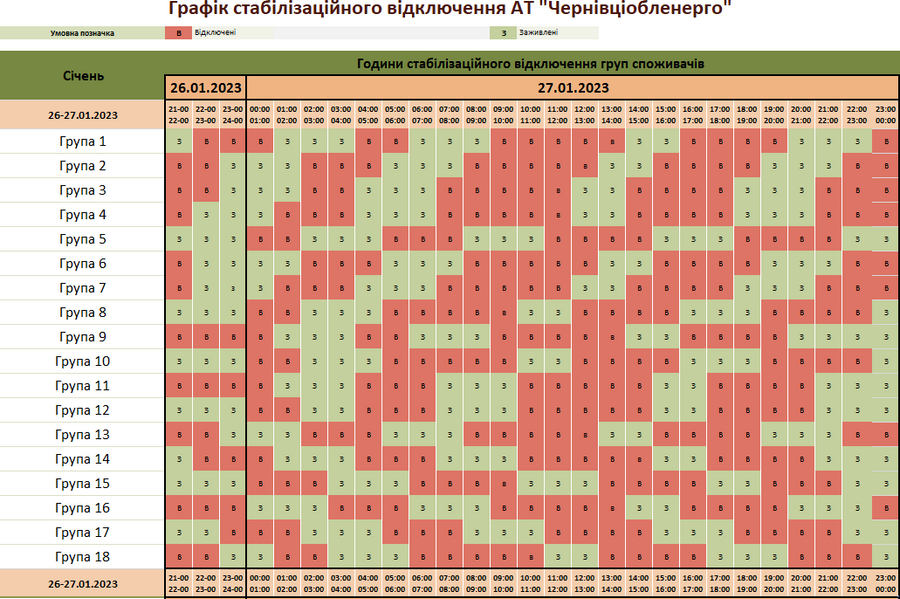 Графік стабілізаційного відключення АТ "Чернівціобленерго"
Умовна позначка В Відключені З Заживлені
Січень Години стабілізаційного відключення груп споживачів
26.01.2023 27.01.2023
26-27.01.2023
21-00 22-00 23-00 00:00 01:00 02:00 03:00 04:00 05:00 06:00 07:00 08:00 09:00 10:00 11:00 12:00 13:00 14:00 15:00 16:00 17:00 18:00 19:00 20:00 21:00 22:00 23:00
22-00 23-00 24-00 01:00 02:00 03:00 04:00 05:00 06:00 07:00 08:00 09:00 10:00 11:00 12:00 13:00 14:00 15:00 16:00 17:00 18:00 19:00 20:00 21:00 22:00 23:00 00:00
Група 1 З В В В З З З В В З З З В В В В В З З В В В В З З З В
Група 2 В В З З З В В В З З З В В В В В З З В В В В З З З В В
Група 3 В В З З З В В З З З В В В В В З З В В В В З З З В В В
Група 4 В З З З В В В З З З В В В В В З З В В В В З З З В В В
Група 5 З З З В В З З З В В В З З З В В В В З З З В В В В З З
Група 6 В З З З З В В В З З З В В В В В З З В В В В З З З В В
Група 7 В З З З В В В З З З В В В В В З З В В В В З З З В В В
Група 8 З З З В В З З З В В В В В З З В В В В З З З В В В В З
Група 9 В В В В З З З В В З З З В В В В В З З В В В В З З З З
Група 10 З З З В В З З З В В В В В З З В В В В З З З В В В В З
Група 11 В В В В З З З В В В З З З В В В В В З З В В В В З З З
Група 12 З З З В В З З В В В З З З В В В В В З З В В В В З З З
Група 13 В В З З З В В В З З З В В В В В З З В В В В З З З В В
Група 14 З В В В З З З В В В З З З В В В В В З З В В В В З З З
Група 15 З З З В В В З З З В В В В З З З В В В В З З В В В З З
Група 16 В В В З З З В В В З З З В В В В В З З В В В В З З З В
Група 17 З З В В В З З З В В В З З З В В В В З З З В В В В З З
Група 18 В В З З В В З З З В В В В В З З В В В В З З З В В В З
26-27.01.2023
21-00 22-00 23-00 00:00 01:00 02:00 03:00 04:00 05:00 06:00 07:00 08:00 09:00 10:00 11:00 12:00 13:00 14:00 15:00 16:00 17:00 18:00 19:00 20:00 21:00 22:00 23:00
22-00 23-00 24-00 01:00 02:00 03:00 04:00 05:00 06:00 07:00 08:00 09:00 10:00 11:00 12:00 13:00 14:00 15:00 16:00 17:00 18:00 19:00 20:00 21:00 22:00 23:00 00:00